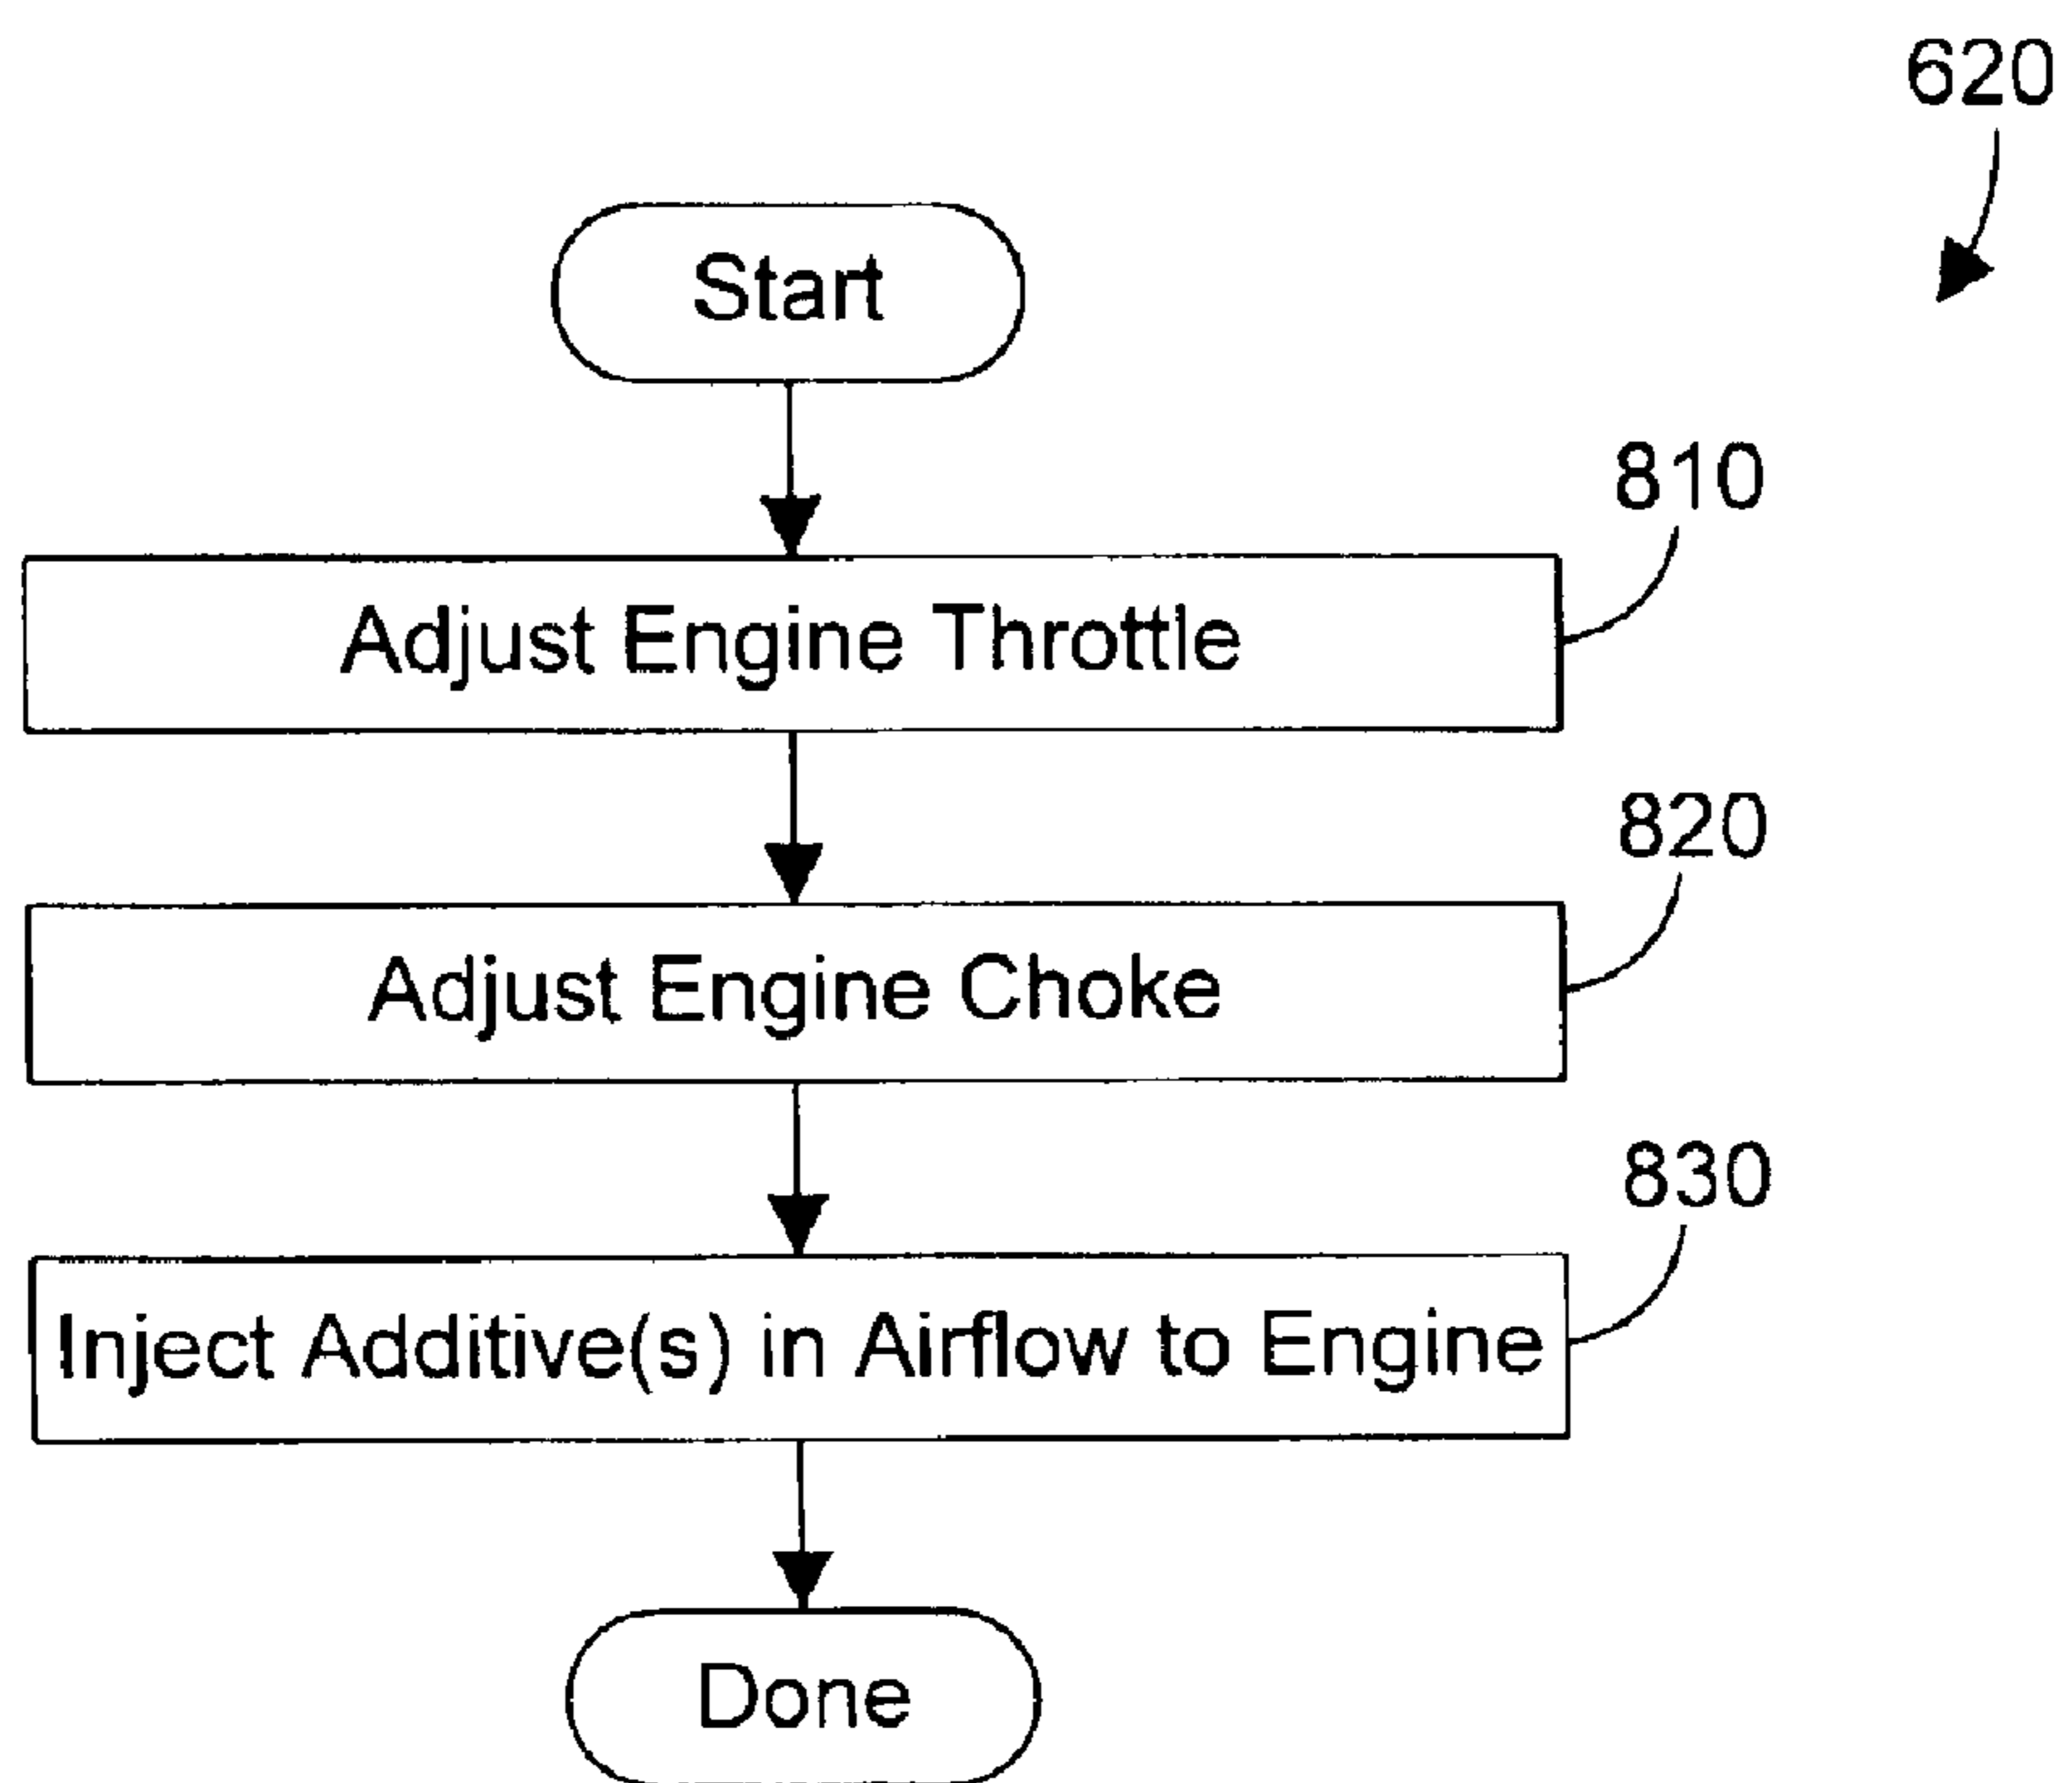 620
Start
810
Adjust Engine Throttle
820
Adjust Engine Choke
830
Inject Additive(s) in Airflow to Engine
Done